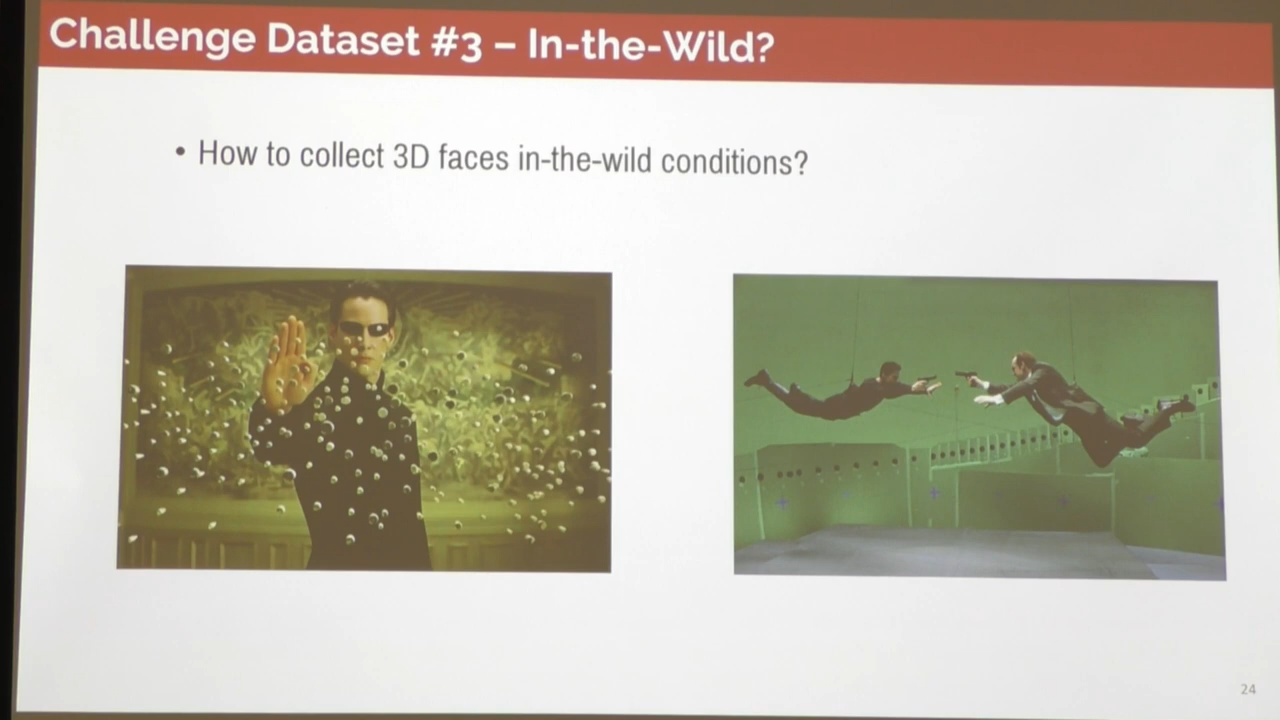 Challenge Dataset #3 – In-the-Wild?
• How to collect 3D faces in-the-wild conditions?
24